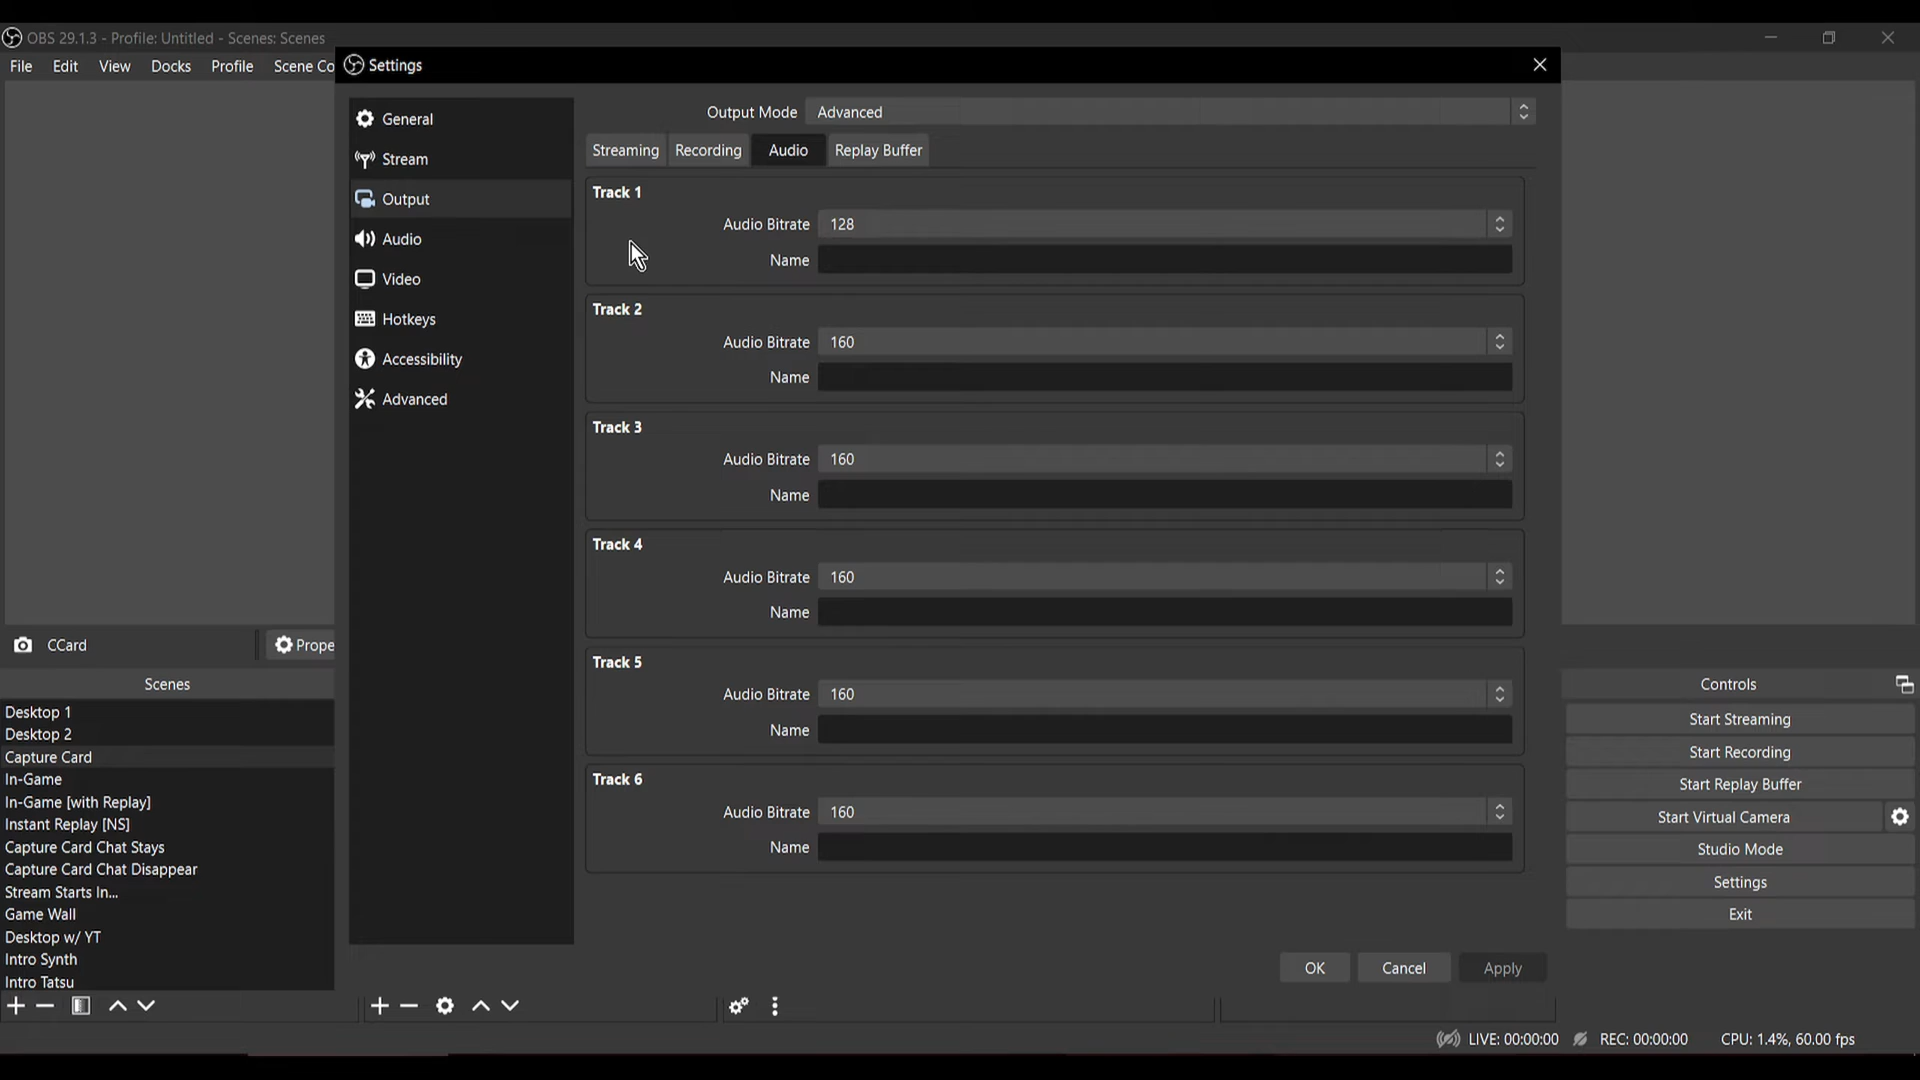 OBS 29.1.3 - Profile: Untitled - Scenes: Scenes
File Edit View Docks Profile Scene Co
Settings
General
Stream
Output
Audio
Video
Hotkeys
Accessibility
Advanced
Output Mode Advanced
Streaming Recording Audio Replay Buffer
Track 1
Audio Bitrate 128
Name
Track 2
Audio Bitrate 160
Name
Track 3
Audio Bitrate 160
Name
Track 4
Audio Bitrate 160
Name
Track 5
Audio Bitrate 160
Name
Track 6
Audio Bitrate 160
Name
OK Cancel Apply
CCard Prope
Scenes
Desktop 1
Desktop 2
Capture Card
In-Game
In-Game [with Replay]
Instant Replay [NS]
Capture Card Chat Stays
Capture Card Chat Disappear
Stream Starts In...
Game Wall
Desktop w/ YT
Intro Synth
Intro Tatsu
Controls
Start Streaming
Start Recording
Start Replay Buffer
Start Virtual Camera
Studio Mode
Settings
Exit
LIVE: 00:00:00 REC: 00:00:00 CPU: 1.4%, 60.00 fps